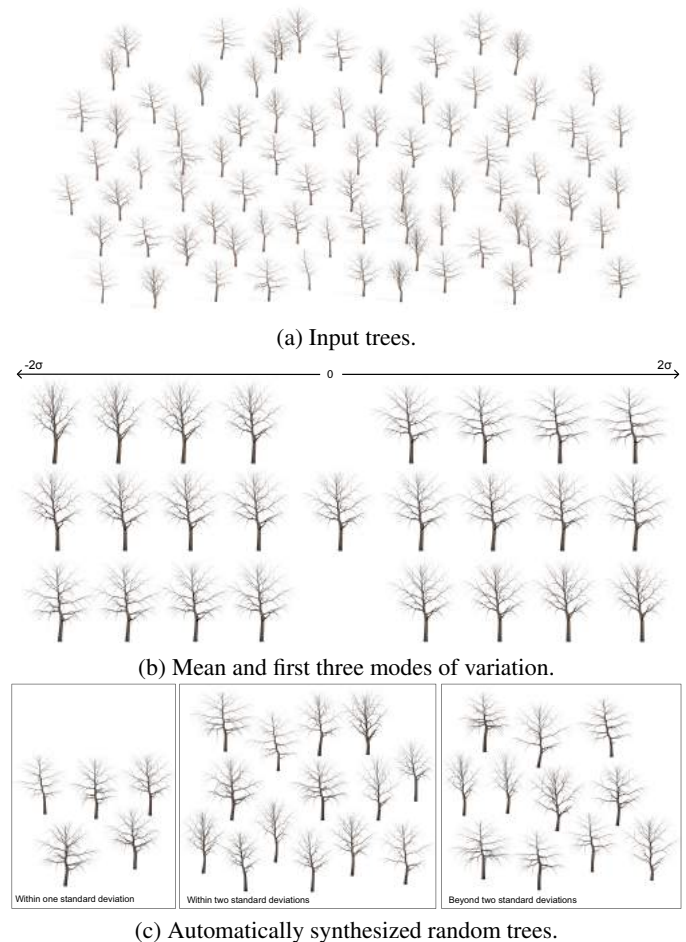 (a) Input trees.
-2σ 0 2σ
(b) Mean and first three modes of variation.
Within one standard deviation Within two standard deviations Beyond two standard deviations
(c) Automatically synthesized random trees.